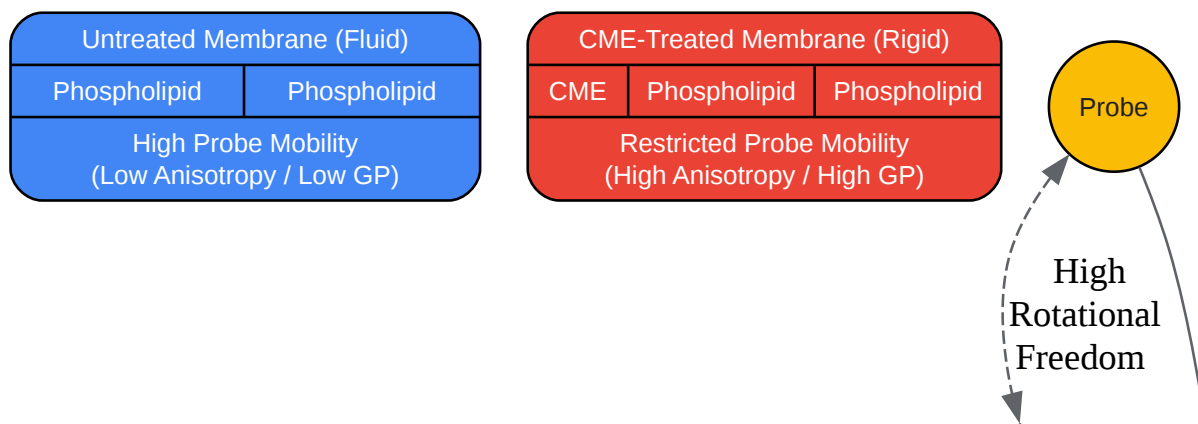 Untreated Membrane (Fluid)
Phospholipid
Phospholipid
High Probe Mobility
(Low Anisotropy / Low GP)
CME-Treated Membrane (Rigid)
CME
Phospholipid
Phospholipid
Restricted Probe Mobility
(High Anisotropy / High GP)
Probe
High
Rotational
Freedom